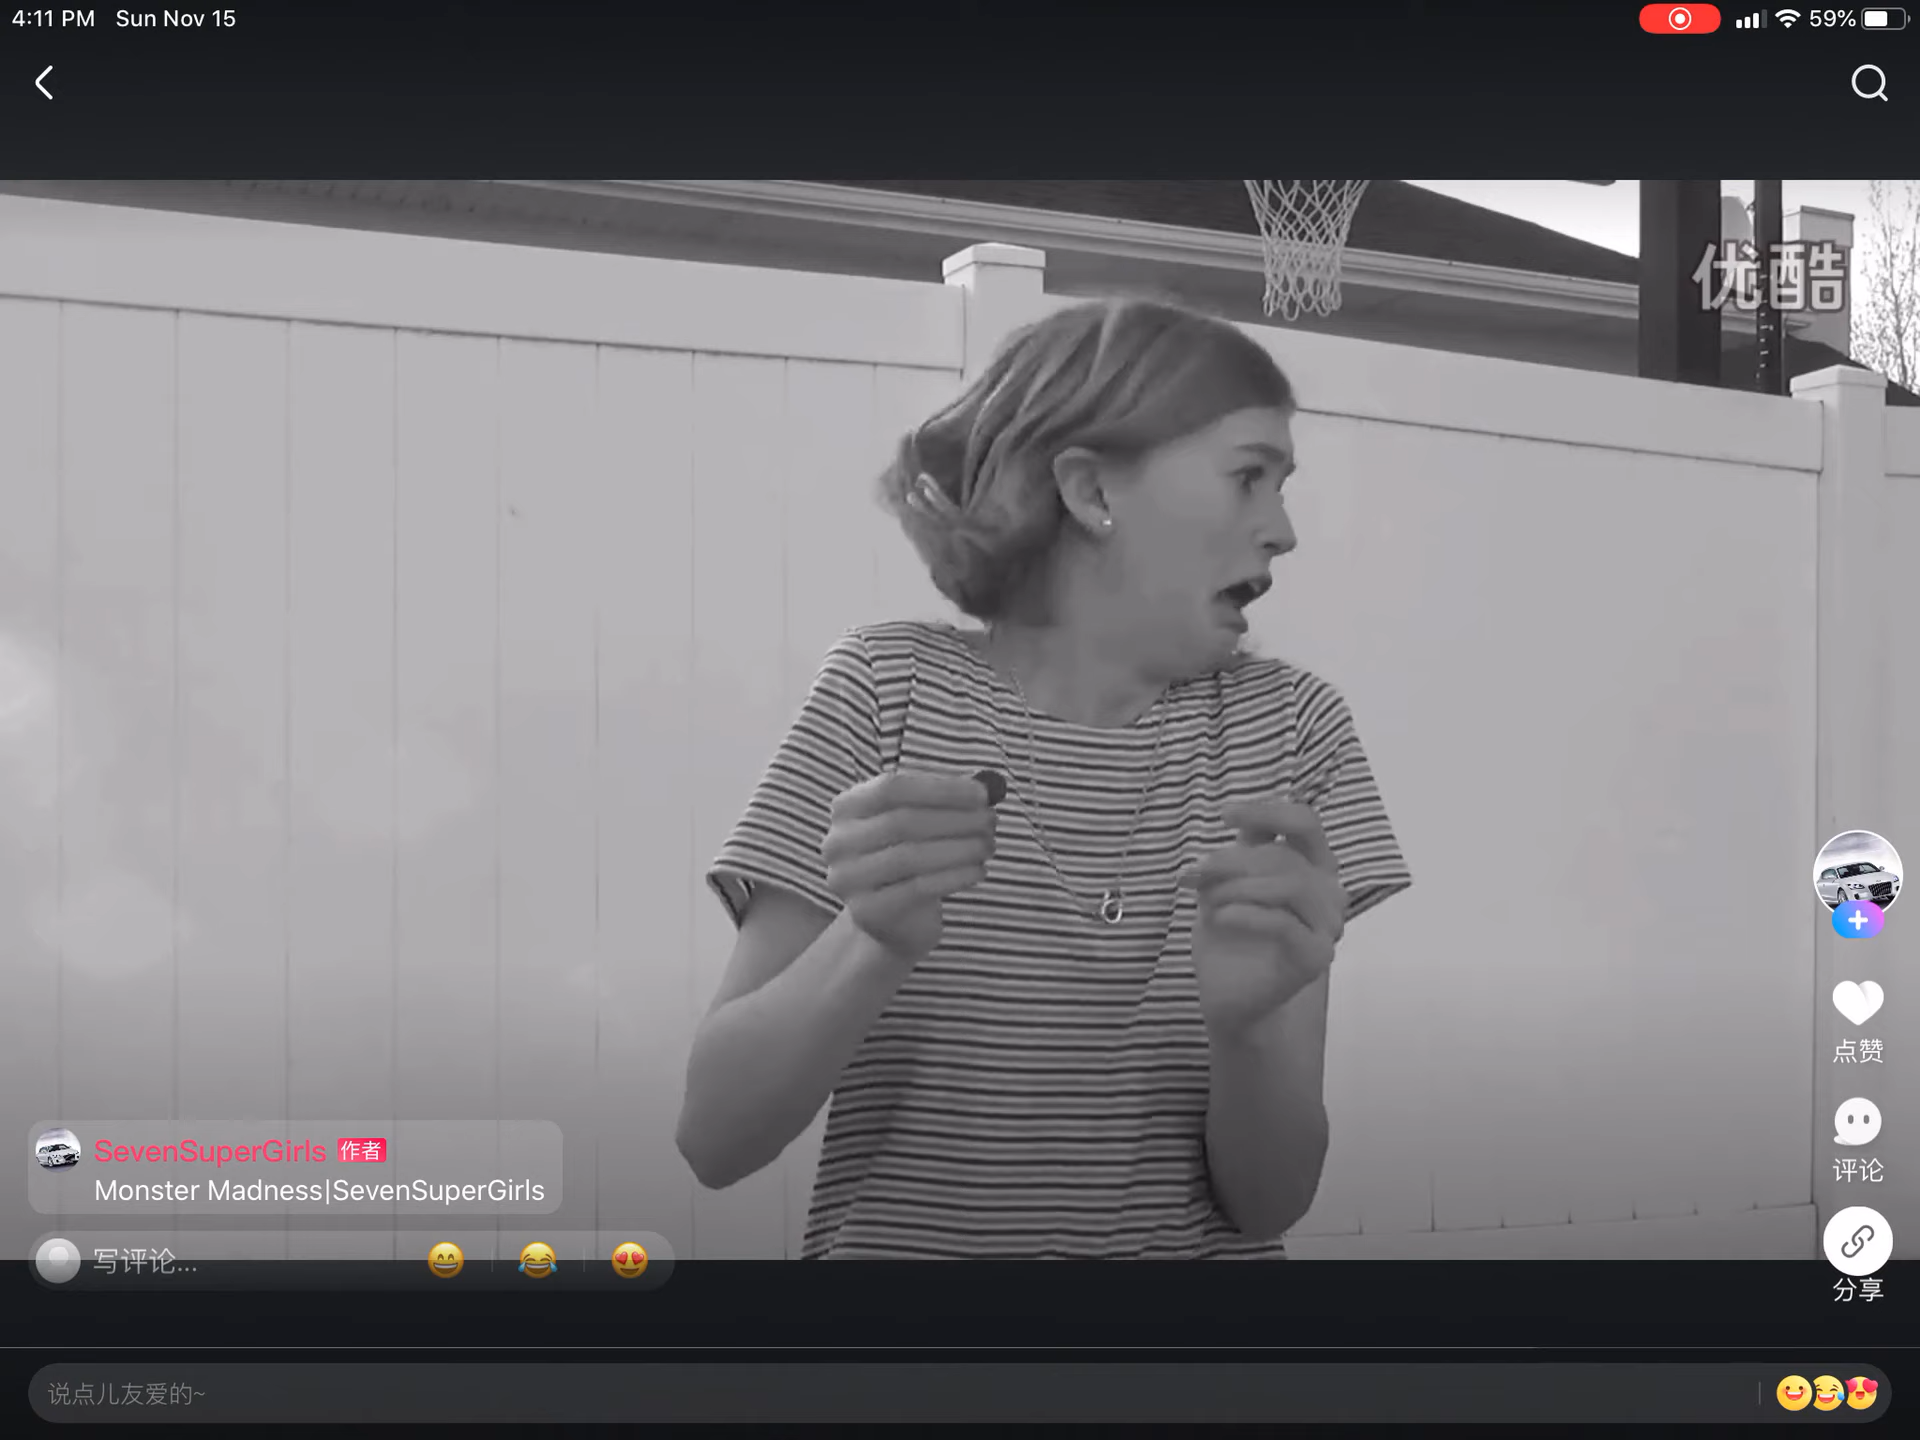 4:11 PM Sun Nov 15
59%
优酷
点赞
SevenSuperGirls 作者
Monster Madness|SevenSuperGirls
评论
写评论...
分享
说点儿友爱的~